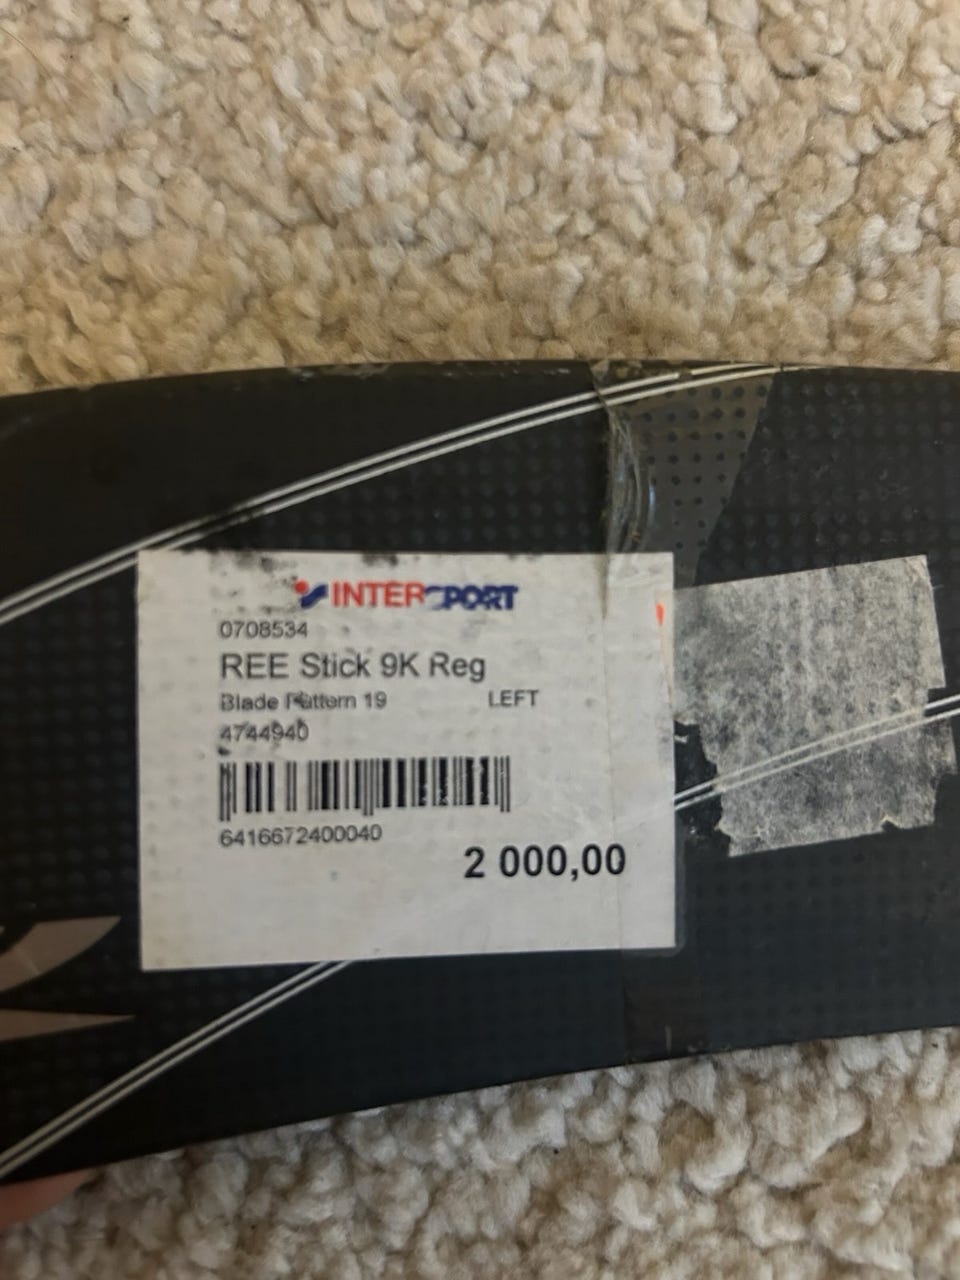 INTERSPORT
0708534
REE Stick 9K Reg
Blade Pattern 19 LEFT
4744940
6416672400040
2 000,00